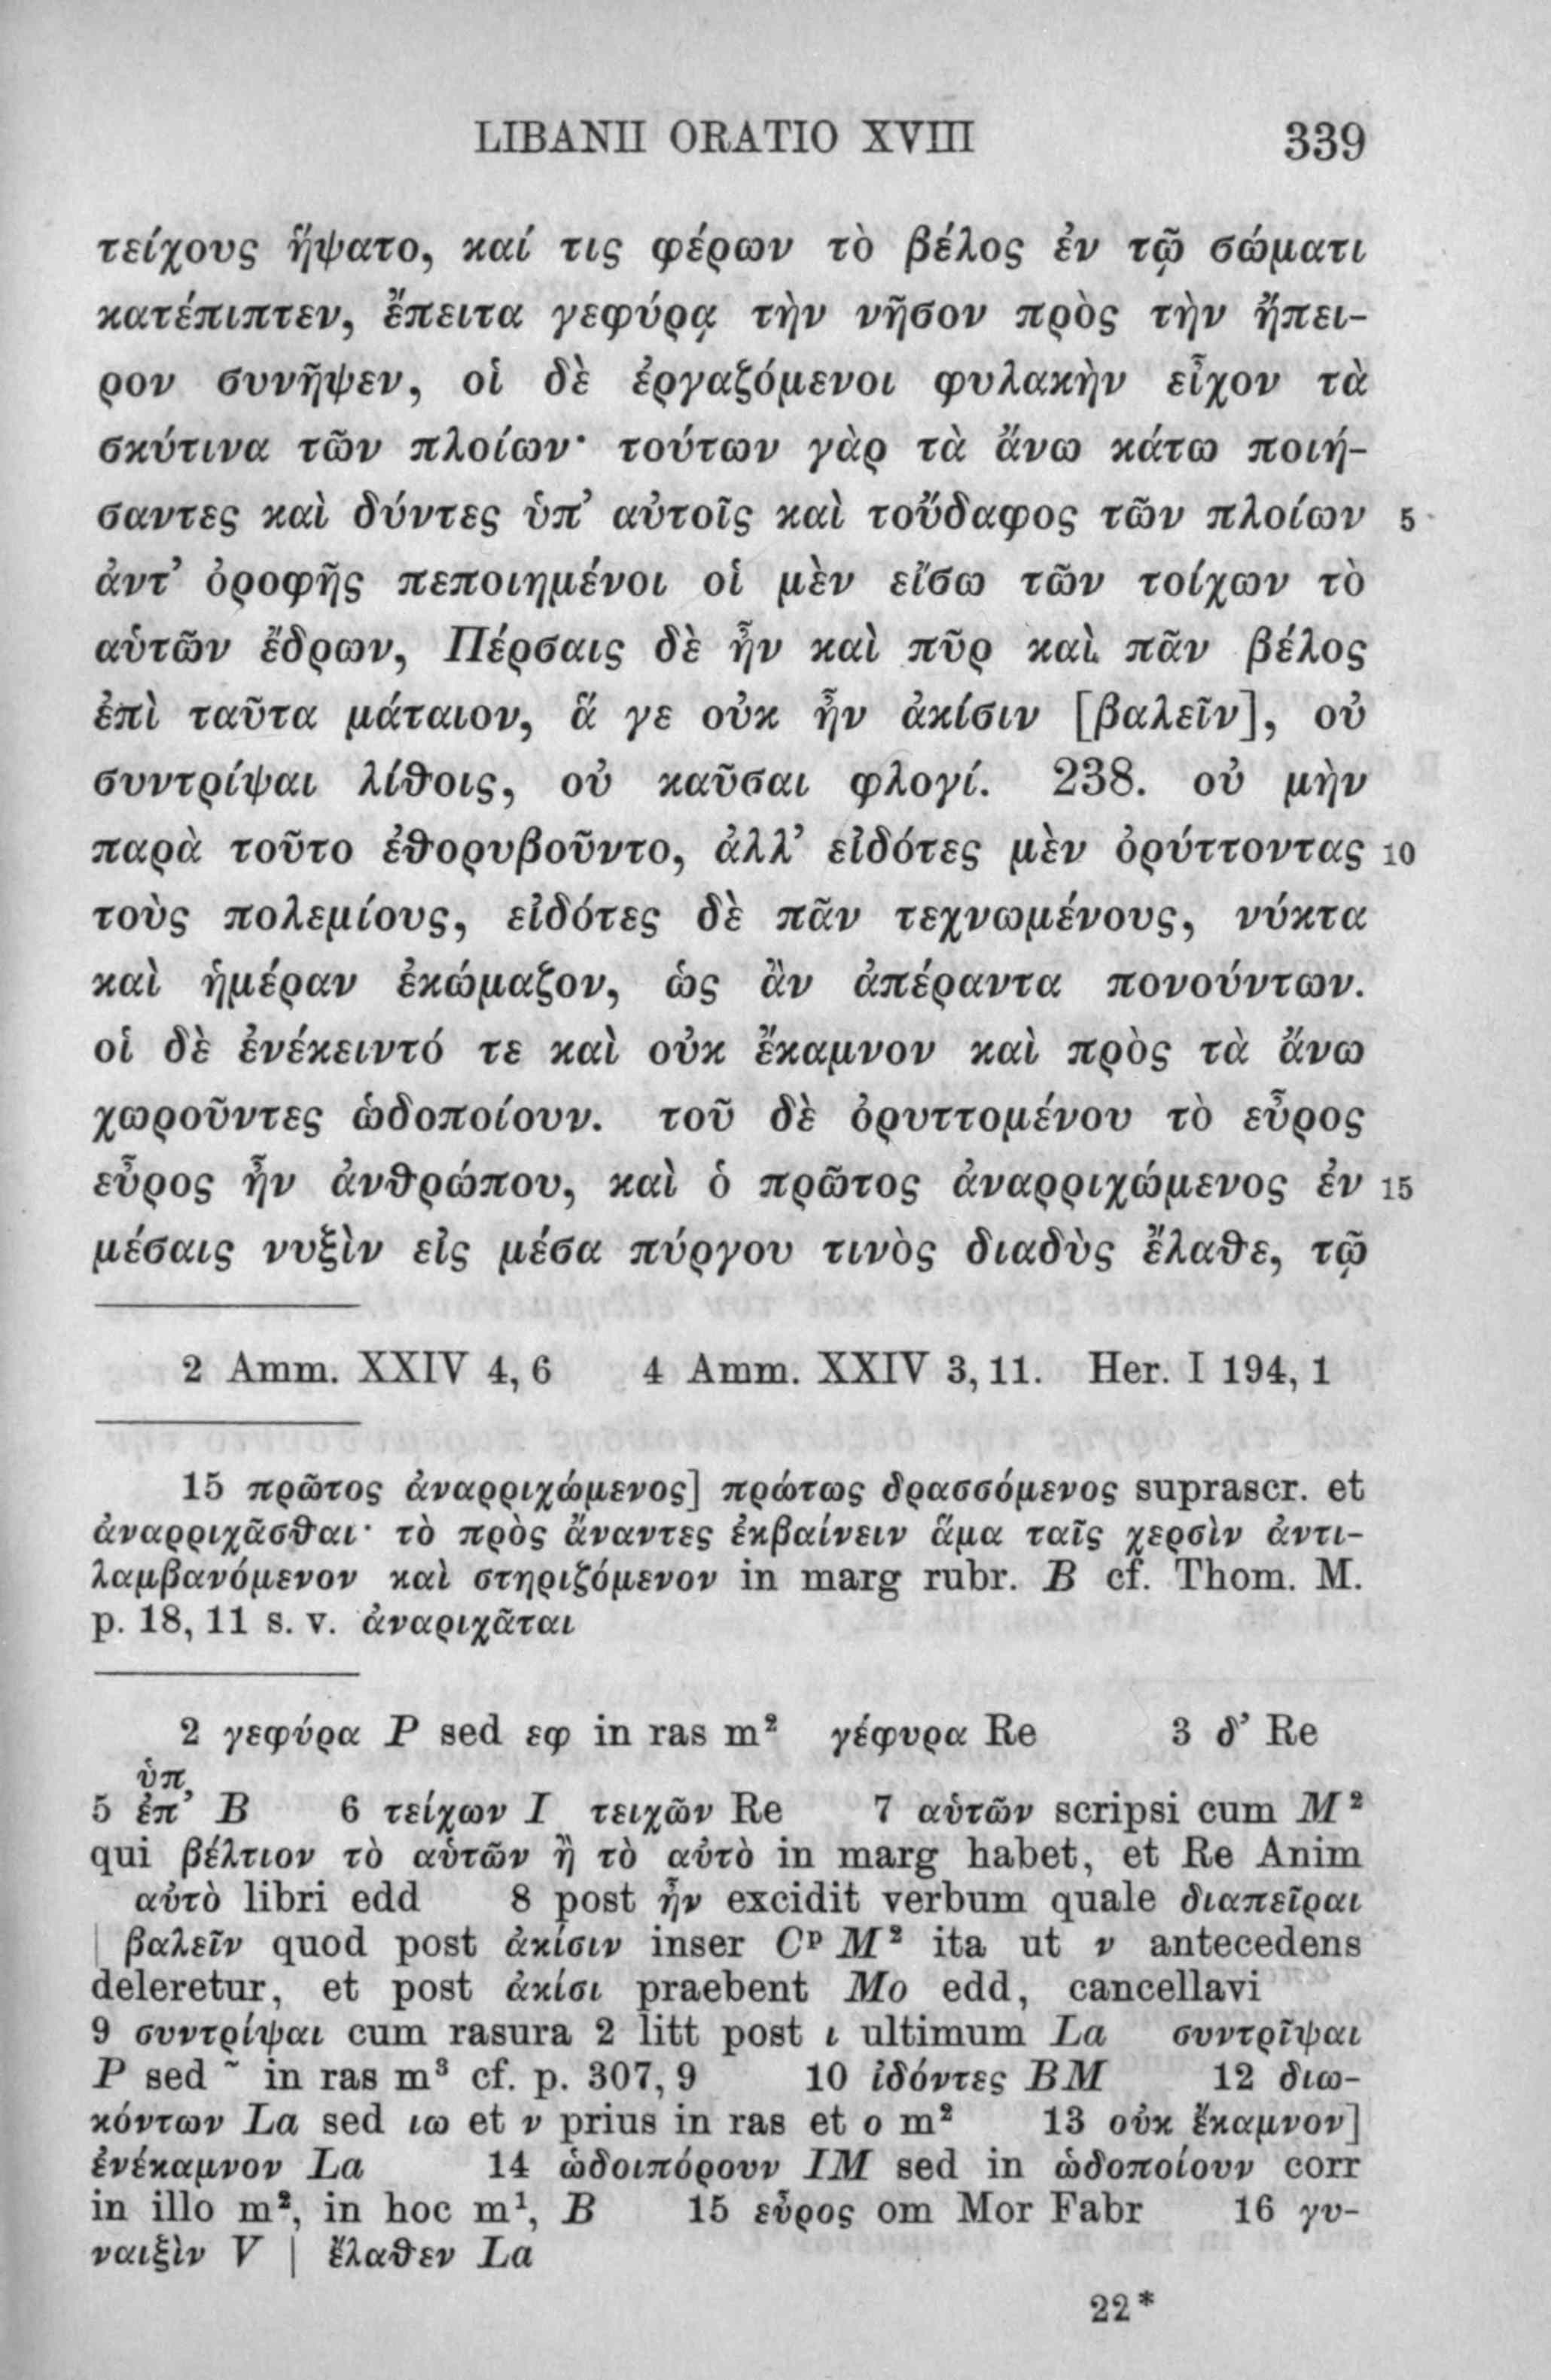 LIBANII ORATIO XVIII 339
τείχους ἥψατο, καί τις φέρων τὸ βέλος ἐν τῷ σώματι
κατέπιπτεν, ἔπειτα γεφύρᾳ τὴν νῆσον πρὸς τὴν ἤπει-
ρον συνῆψεν, οἱ δὲ ἐργαζόμενοι φυλακὴν εἶχον τὰ
σκύτινα τῶν πλοίων· τούτων γὰρ τὰ ἄνω κάτω ποιή-
σαντες καὶ δύντες ὑπ’ αὐτοῖς καὶ τοὔδαφος τῶν πλοίων 5
ἀντ’ ὀροφῆς πεποιημένοι οἱ μὲν εἴσω τῶν τοίχων τὸ
αὑτῶν ἔδρων, Πέρσαις δὲ ἦν καὶ πῦρ καὶ πᾶν βέλος
ἐπὶ ταῦτα μάταιον, ἅ γε οὐκ ἦν ἀκίσιν [βαλεῖν], οὐ
συντρίψαι λίθοις, οὐ καῦσαι φλογί. 238. οὐ μὴν
παρὰ τοῦτο ἐθορυβοῦντο, ἀλλ’ εἰδότες μὲν ὀρύττοντας 10
τοὺς πολεμίους, εἰδότες δὲ πᾶν τεχνωμένους, νύκτα
καὶ ἡμέραν ἐκώμαζον, ὡς ἂν ἀπέραντα πονούντων.
οἱ δὲ ἐνέκειντό τε καὶ οὐκ ἔκαμνον καὶ πρὸς τὰ ἄνω
χωροῦντες ὡδοποίουν. τοῦ δὲ ὀρυττομένου τὸ εὖρος
εὖρος ἦν ἀνθρώπου, καὶ ὁ πρῶτος ἀναρριχώμενος ἐν 15
μέσαις νυξὶν εἰς μέσα πύργου τινὸς διαδὺς ἔλαθε, τῷ
2 Amm. XXIV 4, 6 4 Amm. XXIV 3, 11. Her. I 194, 1
15 πρῶτος ἀναρριχώμενος] πρώτως δρασσόμενος suprascr. et
ἀναρριχᾶσθαι· τὸ πρὸς ἄναντες ἐκβαίνειν ἅμα ταῖς χερσὶν ἀντι-
λαμβανόμενον καὶ στηριζόμενον in marg rubr. B cf. Thom. M.
p. 18, 11 s. v. ἀναριχᾶται
2 γεφύρα P sed εφ in ras m² γέφυρα Re 3 δ’ Re
ὑπ
5 ἐπ’ B 6 τείχων I τειχῶν Re 7 αὑτῶν scripsi cum M²
qui βέλτιον τὸ αὑτῶν ἢ τὸ αὐτὸ in marg habet, et Re Anim
αὐτὸ libri edd 8 post ἦν excidit verbum quale διαπεῖραι
| βαλεῖν quod post ἀκίσιν inser Cᵖ M² ita ut ν antecedens
deleretur, et post ἀκίσι praebent Mo edd, cancellavi
9 συντρίψαι cum rasura 2 litt post ι ultimum La συντρῖψαι
P sed ~ in ras m³ cf. p. 307, 9 10 ἰδόντες BM 12 διω-
κόντων La sed ιω et ν prius in ras et ο m² 13 οὐκ ἔκαμνον]
ἐνέκαμνον La 14 ὡδοιπόρουν IM sed in ὡδοποίουν corr
in illo m², in hoc m¹, B 15 εὖρος om Mor Fabr 16 γυ-
ναιξὶν V | ἔλαθεν La
22*